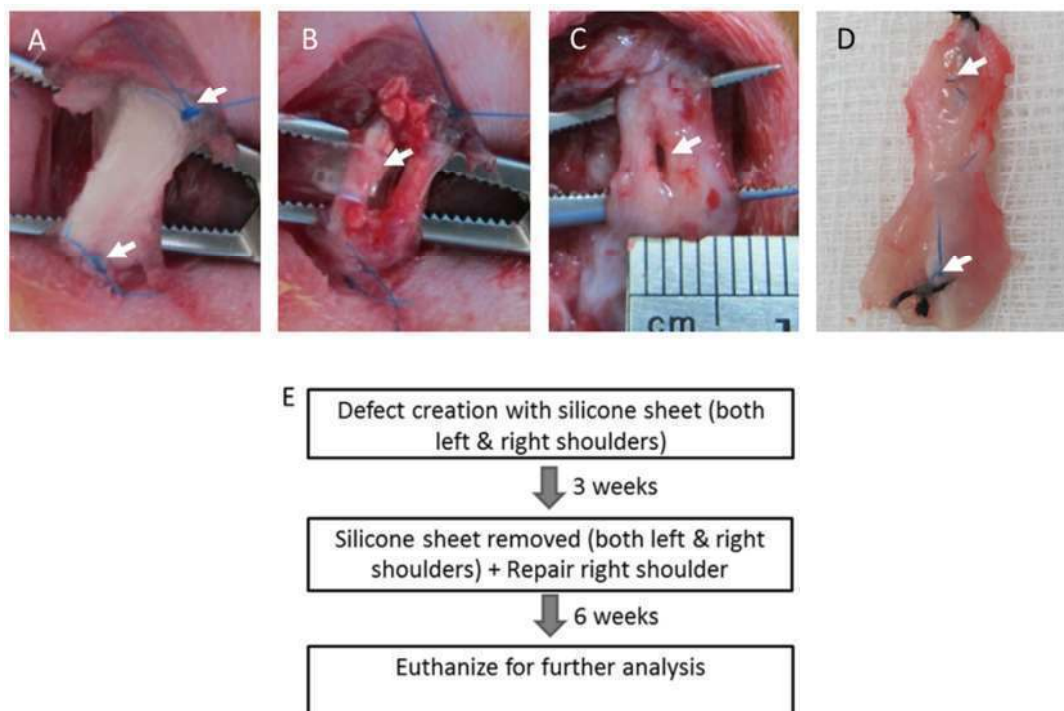 A
B
C
D
cm
E
Defect creation with silicone sheet (both
left & right shoulders)
3 weeks
Silicone sheet removed (both left & right
shoulders) + Repair right shoulder
6 weeks
Euthanize for further analysis